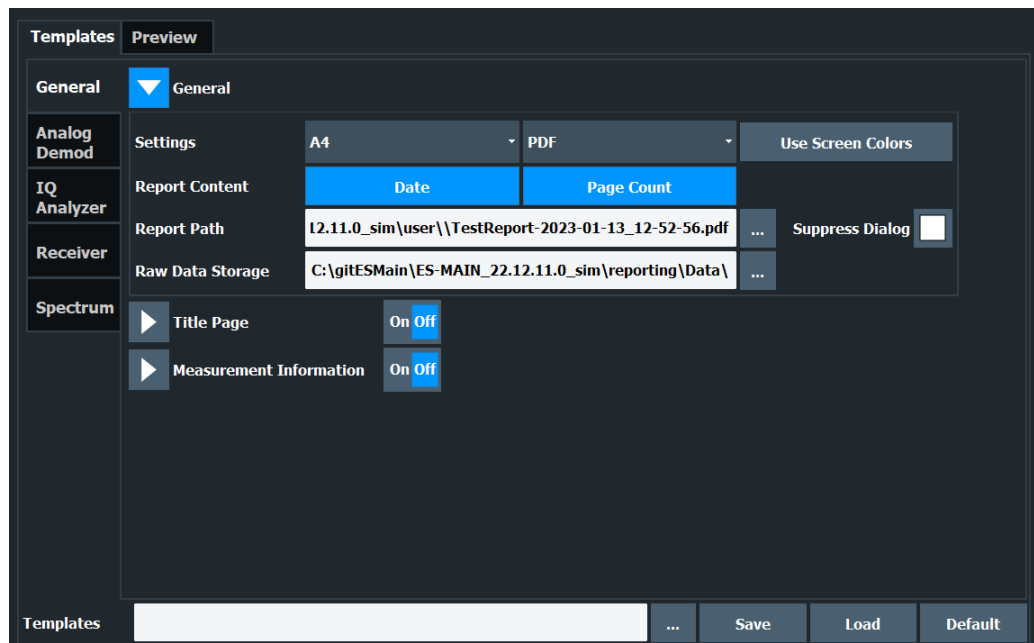 Templates Preview
General
General
Analog
Demod
Settings A4 PDF Use Screen Colors
IQ
Analyzer
Report Content Date Page Count
Receiver
Report Path l2.11.0_sim\user\\TestReport-2023-01-13_12-52-56.pdf ... Suppress Dialog
Raw Data Storage C:\gitESMain\ES-MAIN_22.12.11.0_sim\reporting\Data\ ...
Spectrum
Title Page On Off
Measurement Information On Off
Templates ... Save Load Default